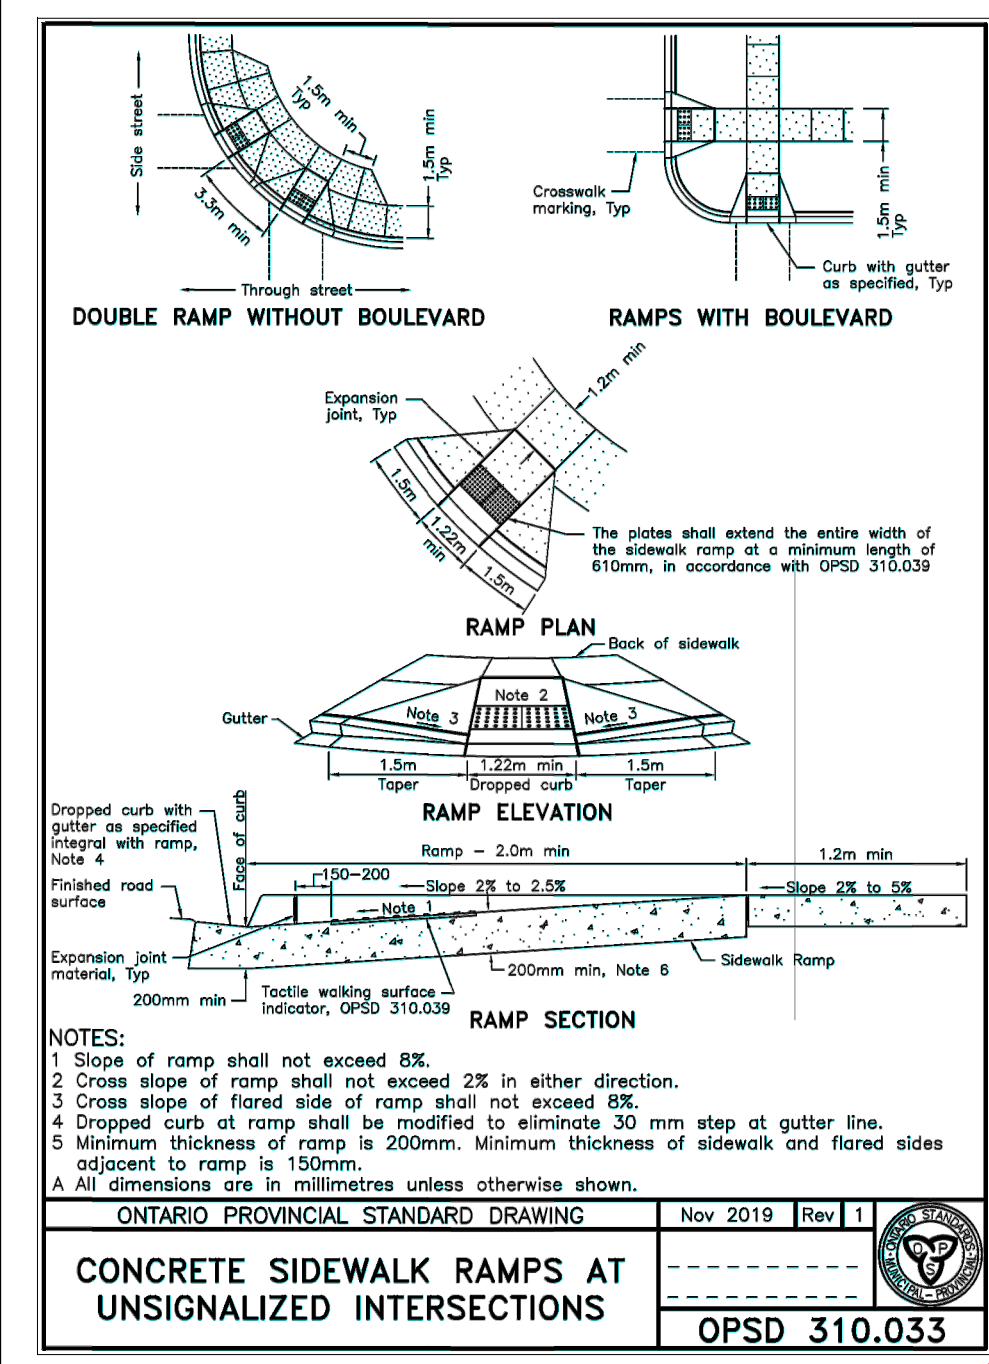 1.5m min
Typ
1.5m min
Typ
Side street
3.3m min
Through street
DOUBLE RAMP WITHOUT BOULEVARD
Crosswalk
marking, Typ
1.5m min
Typ
Curb with gutter
as specified, Typ
RAMPS WITH BOULEVARD
1.2m min
Expansion
joint, Typ
1.5m
1.22m
min
1.5m
The plates shall extend the entire width of
the sidewalk ramp at a minimum length of
610mm, in accordance with OPSD 310.039
RAMP PLAN
Back of sidewalk
Note 2
Note 3
Note 3
Gutter
1.5m
Taper
1.22m min
Dropped curb
1.5m
Taper
RAMP ELEVATION
Dropped curb with
gutter as specified
integral with ramp,
Note 4
Face of curb
Ramp – 2.0m min
1.2m min
150-200
Slope 2% to 2.5%
Slope 2% to 5%
Finished road
surface
Note 1
Expansion joint
material, Typ
200mm min
Tactile walking surface
indicator, OPSD 310.039
200mm min, Note 6
Sidewalk Ramp
RAMP SECTION
NOTES:
1 Slope of ramp shall not exceed 8%.
2 Cross slope of ramp shall not exceed 2% in either direction.
3 Cross slope of flared side of ramp shall not exceed 8%.
4 Dropped curb at ramp shall be modified to eliminate 30 mm step at gutter line.
5 Minimum thickness of ramp is 200mm. Minimum thickness of sidewalk and flared sides
adjacent to ramp is 150mm.
A All dimensions are in millimetres unless otherwise shown.
ONTARIO PROVINCIAL STANDARD DRAWING
Nov 2019
Rev
1
CONCRETE SIDEWALK RAMPS AT
UNSIGNALIZED INTERSECTIONS
ONTARIO STANDARDS
MUNICIPAL – PROVINCIAL
O P
S
OPSD 310.033